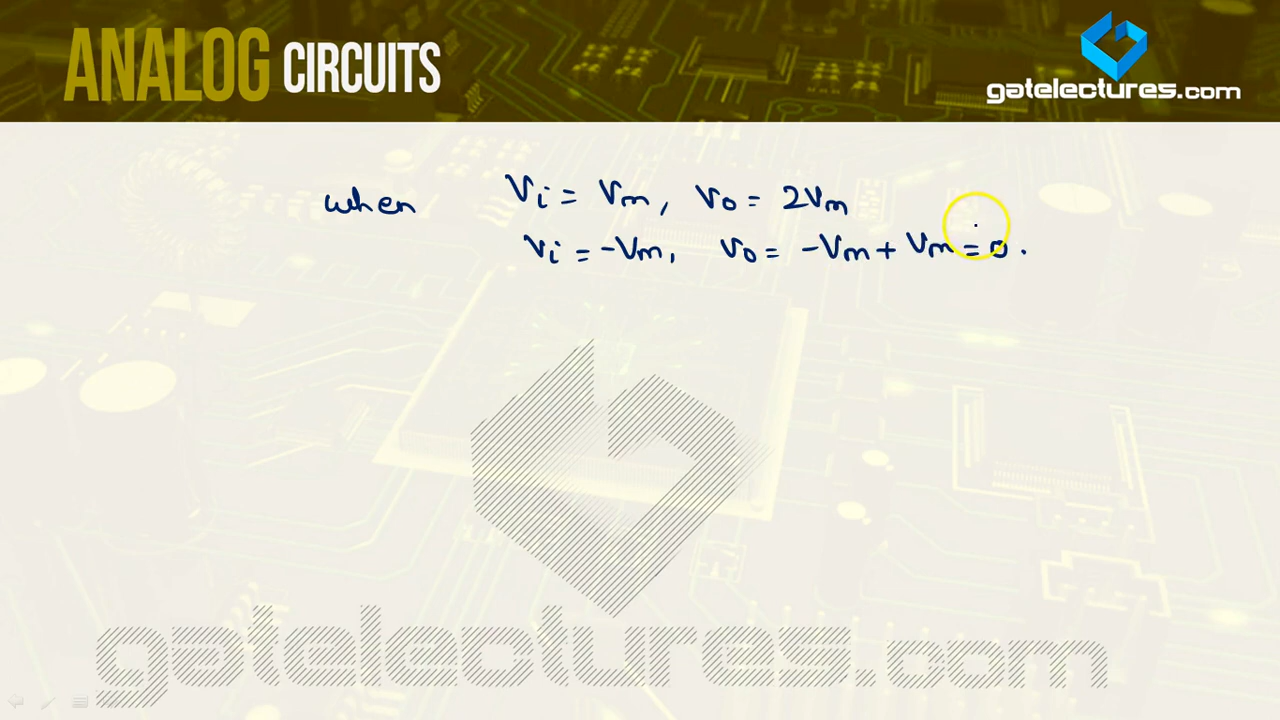 ANALOG CIRCUITS
gatelectures.com
when Vi = Vm, Vo = 2Vm
Vi = -Vm, Vo = -Vm + Vm = 0.
gatelectures.com